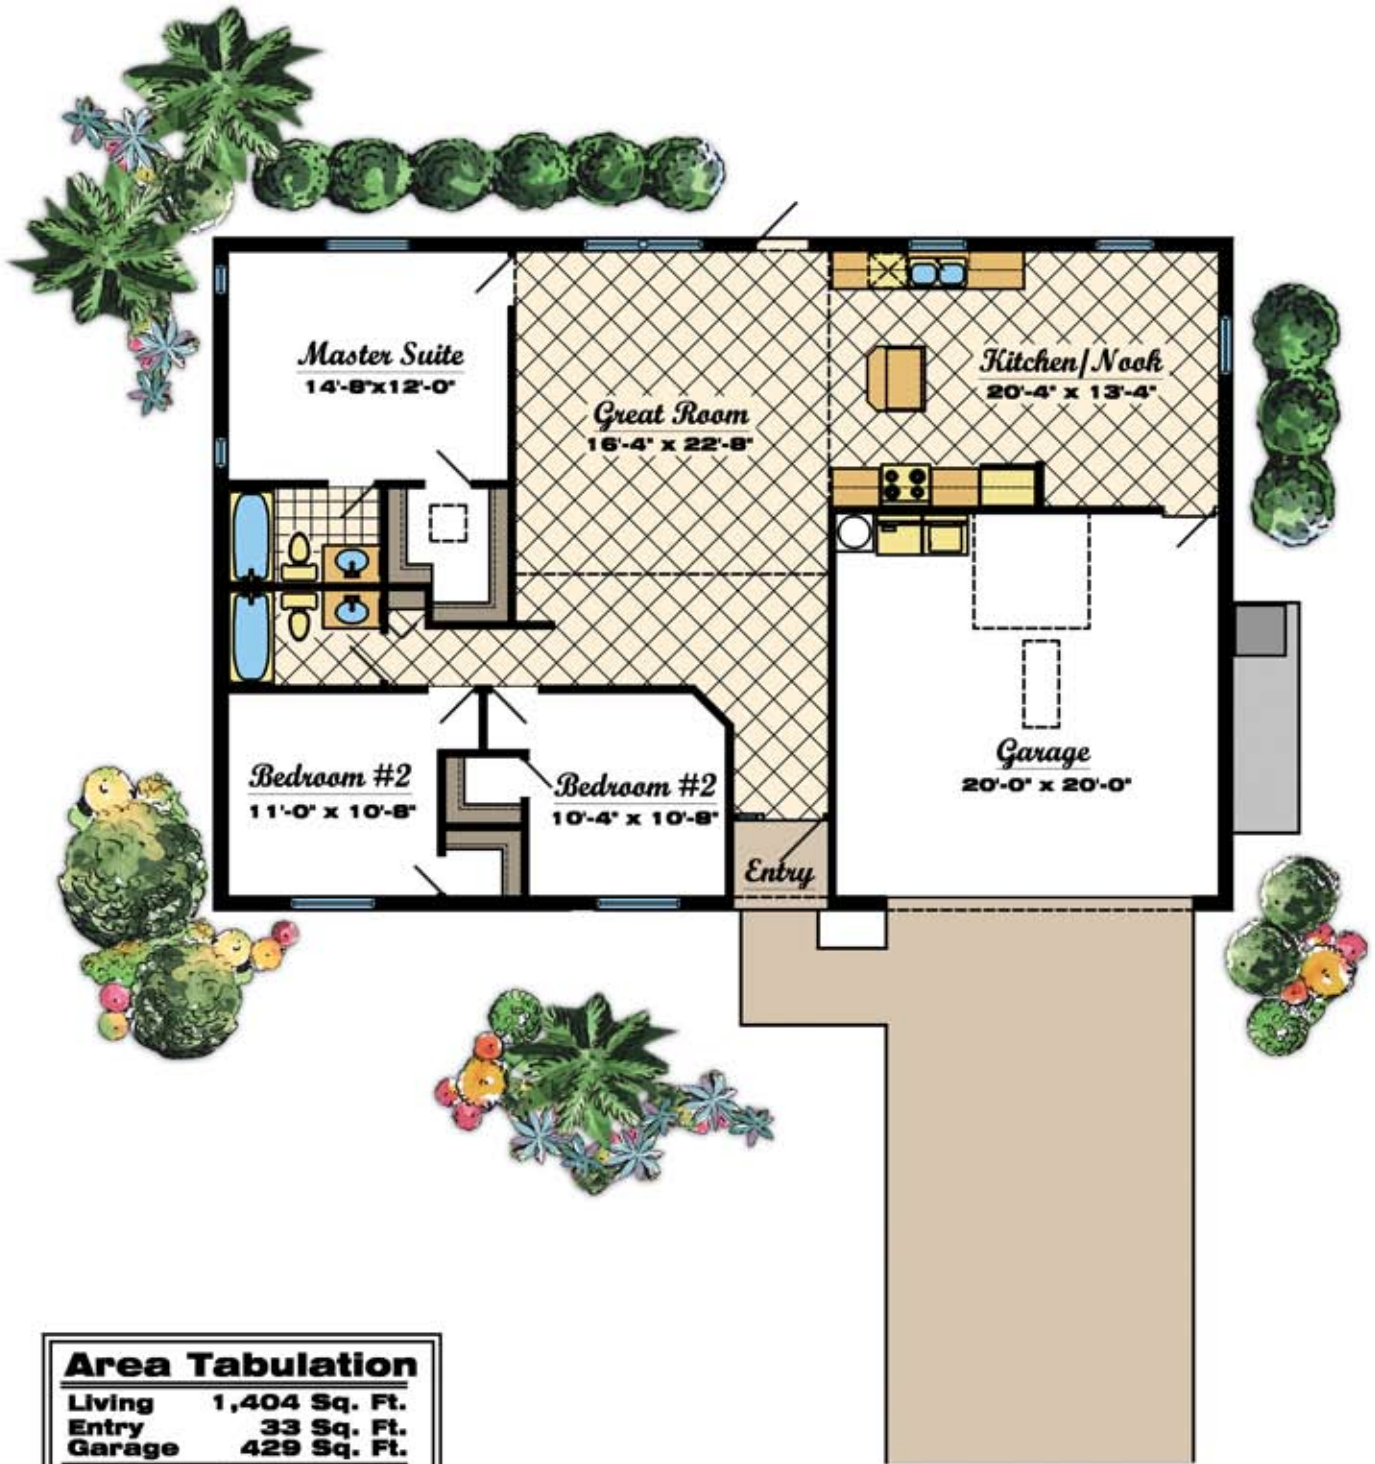 Master Suite
14'-8"x12'-0"
Great Room
16'-4" x 22'-8"
Kitchen/Nook
20'-4" x 13'-4"
Garage
20'-0" x 20'-0"
Bedroom #2
11'-0" x 10'-8"
Bedroom #2
10'-4" x 10'-8"
Entry
Area Tabulation
Living 1,404 Sq. Ft.
Entry 33 Sq. Ft.
Garage 429 Sq. Ft.